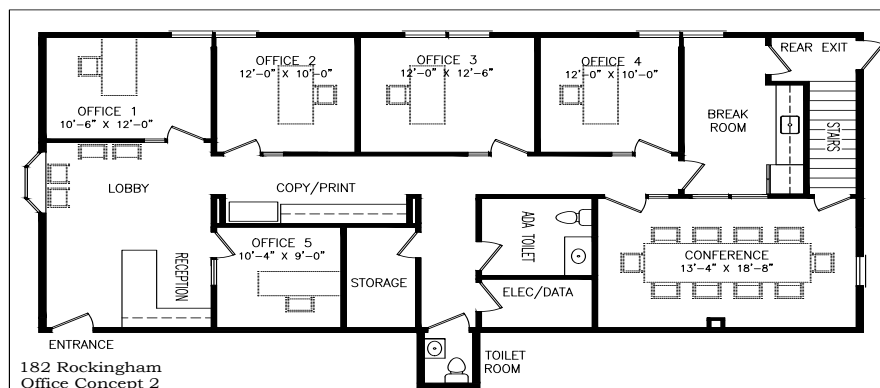 OFFICE 1
10'-6" X 12'-0"
OFFICE 2
12'-0" X 10'-0"
OFFICE 3
12'-0" X 12'-6"
OFFICE 4
12'-0" X 10'-0"
REAR EXIT
BREAK
ROOM
STAIRS
LOBBY
COPY/PRINT
RECEPTION
OFFICE 5
10'-4" X 9'-0"
STORAGE
ADA TOILET
ELEC/DATA
CONFERENCE
13'-4" X 18'-8"
ENTRANCE
TOILET
ROOM
182 Rockingham
Office Concept 2